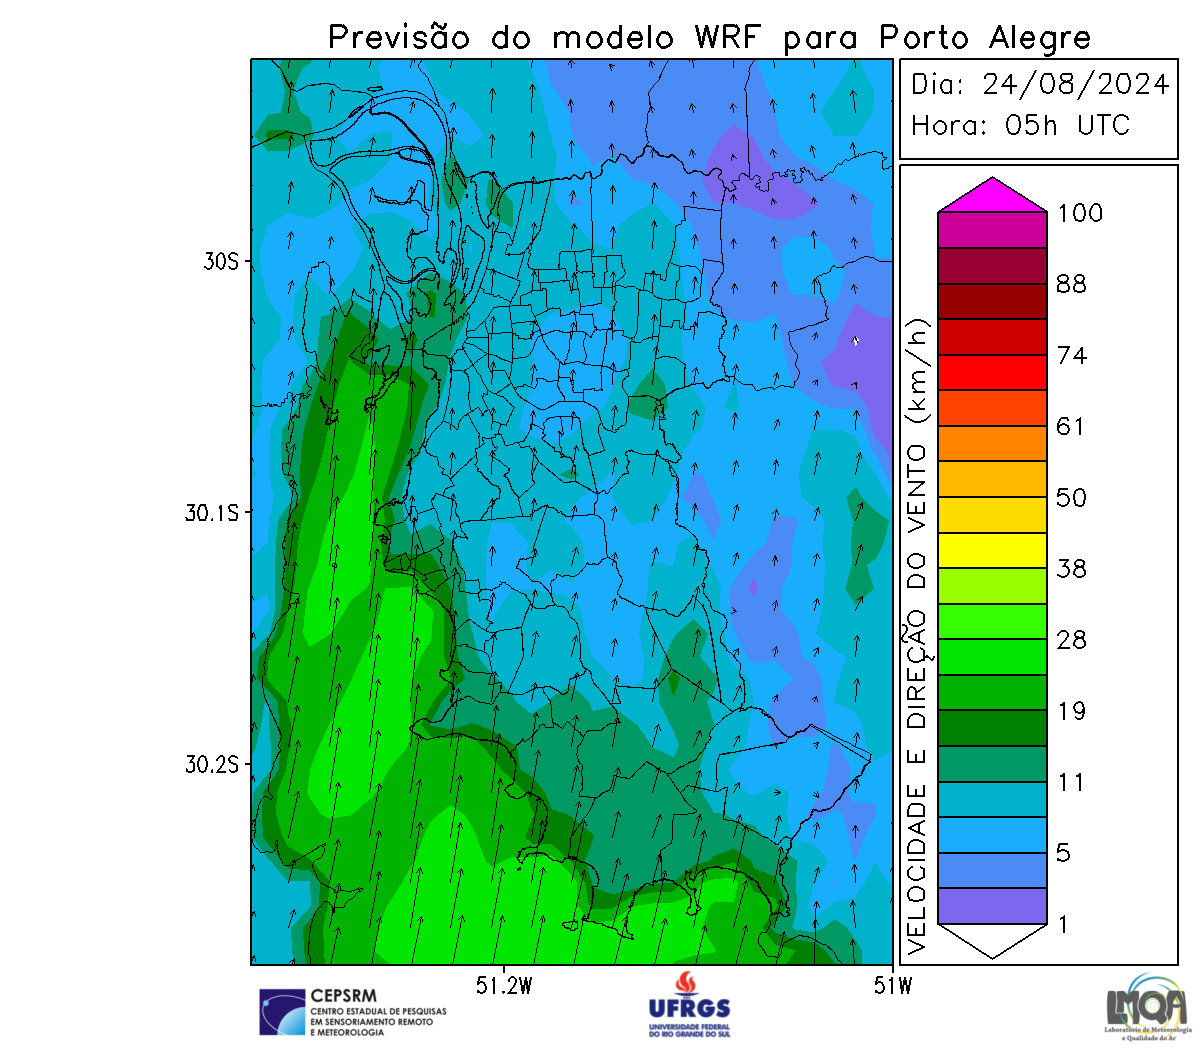 Previsão do modelo WRF para Porto Alegre
Dia: 24/08/2024
Hora: 05h UTC
30S
30.1S
30.2S
51.2W
51W
VELOCIDADE E DIREÇÃO DO VENTO (km/h)
100
88
74
61
50
38
28
19
11
5
1
CEPSRM
CENTRO ESTADUAL DE PESQUISAS
EM SENSORIAMENTO REMOTO
E METEOROLOGIA
UFRGS
UNIVERSIDADE FEDERAL
DO RIO GRANDE DO SUL
LMQA
Laboratório de Meteorologia
e Qualidade do Ar